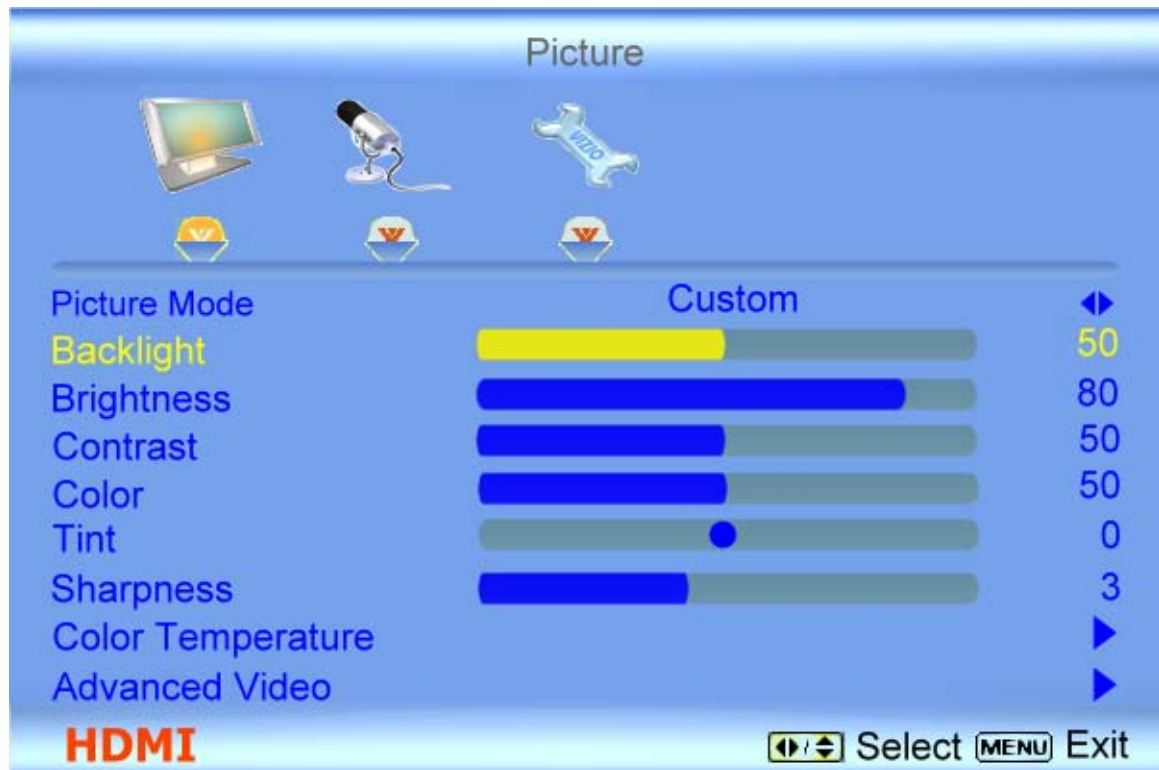 Picture
VIZIO
Picture Mode Custom
Backlight 50
Brightness 80
Contrast 50
Color 50
Tint 0
Sharpness 3
Color Temperature
Advanced Video
HDMI Select MENU Exit